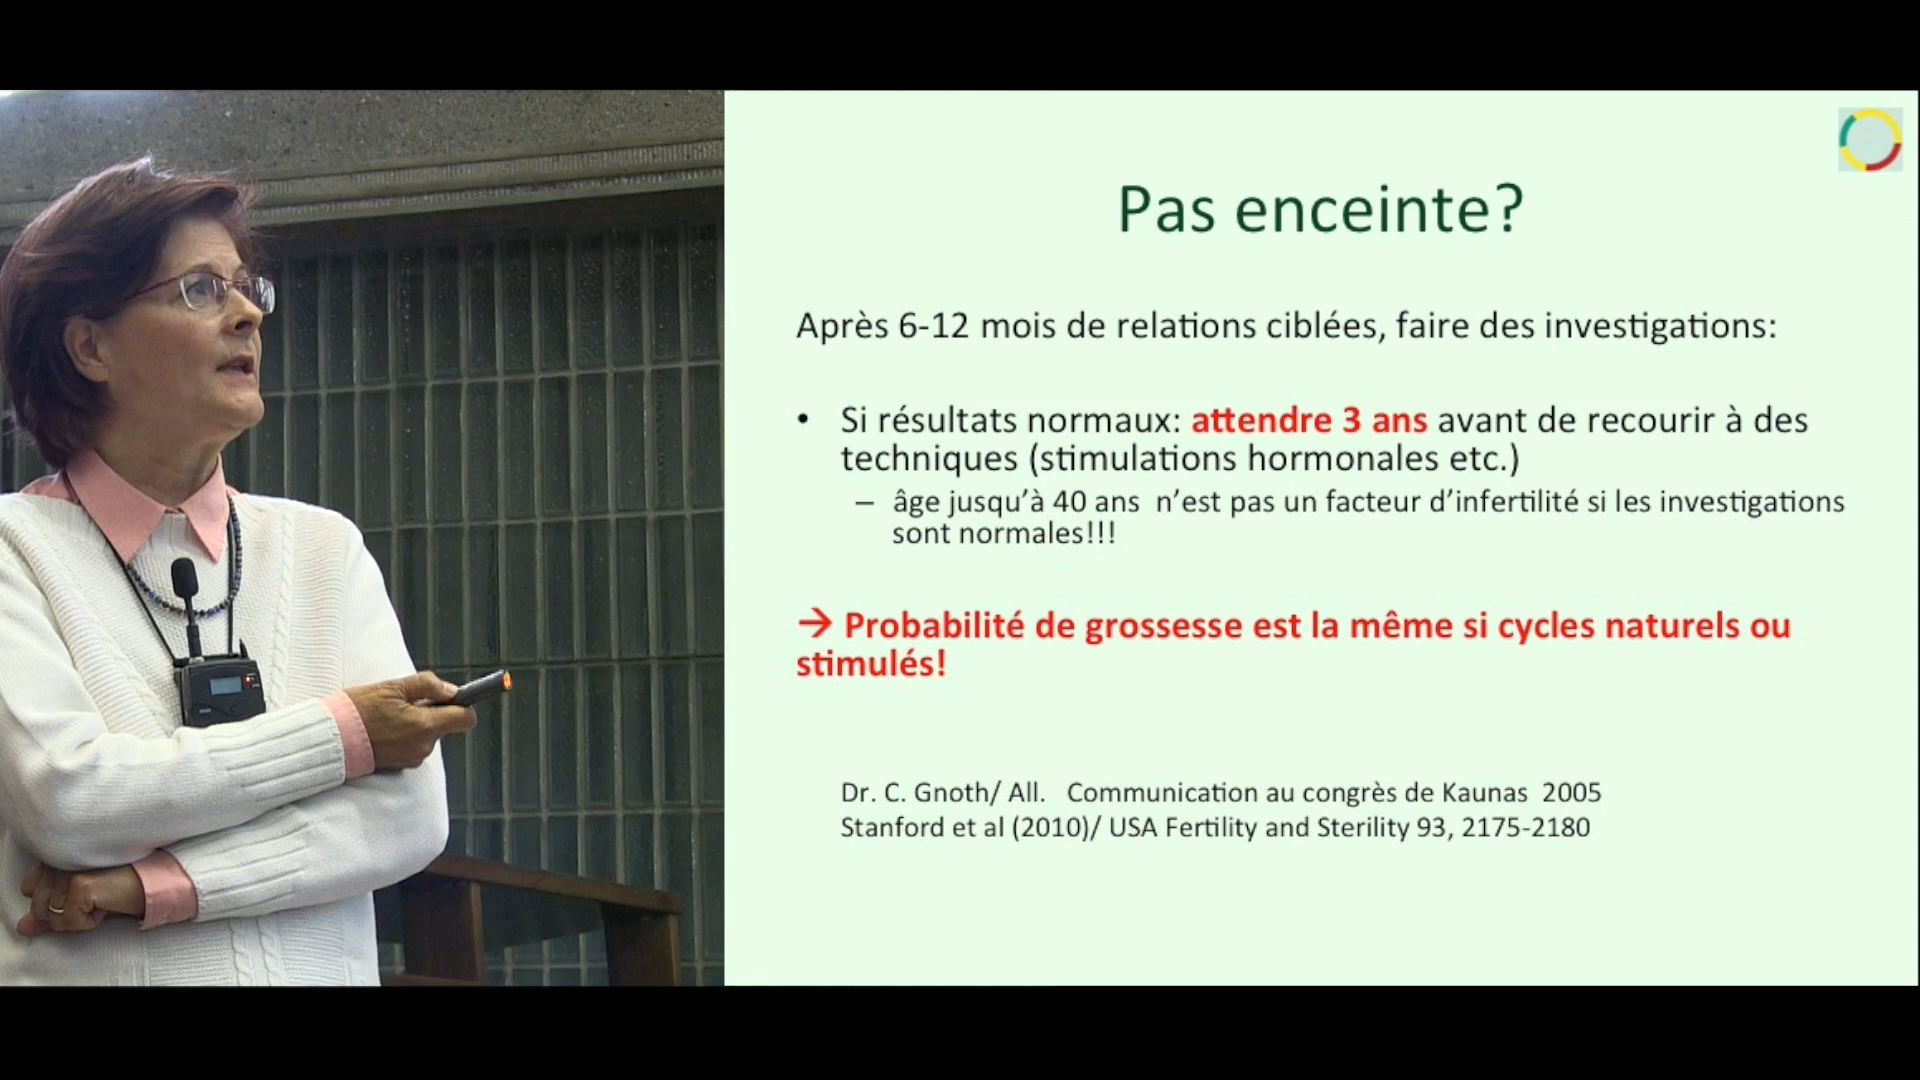 Pas enceinte?
Après 6-12 mois de relations ciblées, faire des investigations:
• Si résultats normaux: attendre 3 ans avant de recourir à des
techniques (stimulations hormonales etc.)
– âge jusqu’à 40 ans n’est pas un facteur d’infertilité si les investigations
sont normales!!!
→ Probabilité de grossesse est la même si cycles naturels ou
stimulés!
Dr. C. Gnoth/ All. Communication au congrès de Kaunas 2005
Stanford et al (2010)/ USA Fertility and Sterility 93, 2175-2180